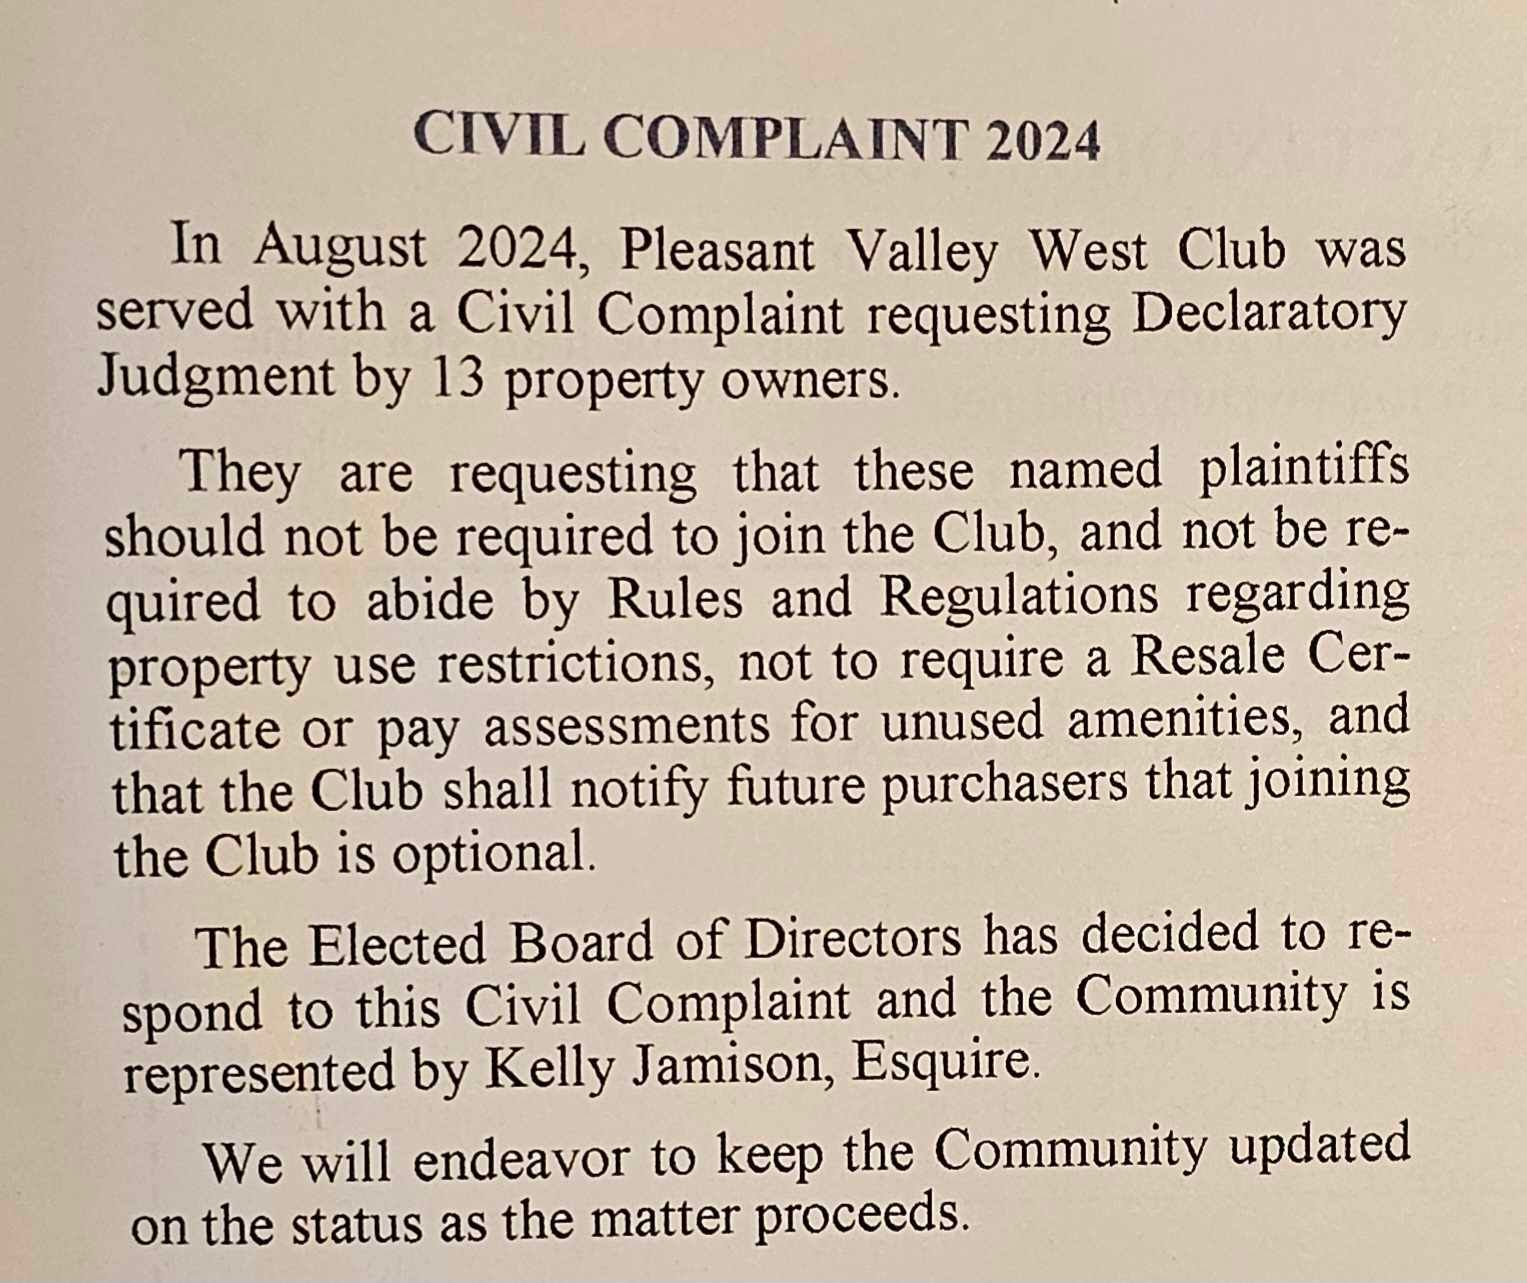 CIVIL COMPLAINT 2024
In August 2024, Pleasant Valley West Club was
served with a Civil Complaint requesting Declaratory
Judgment by 13 property owners.
They are requesting that these named plaintiffs
should not be required to join the Club, and not be re-
quired to abide by Rules and Regulations regarding
property use restrictions, not to require a Resale Cer-
tificate or pay assessments for unused amenities, and
that the Club shall notify future purchasers that joining
the Club is optional.
The Elected Board of Directors has decided to re-
spond to this Civil Complaint and the Community is
represented by Kelly Jamison, Esquire.
We will endeavor to keep the Community updated
on the status as the matter proceeds.